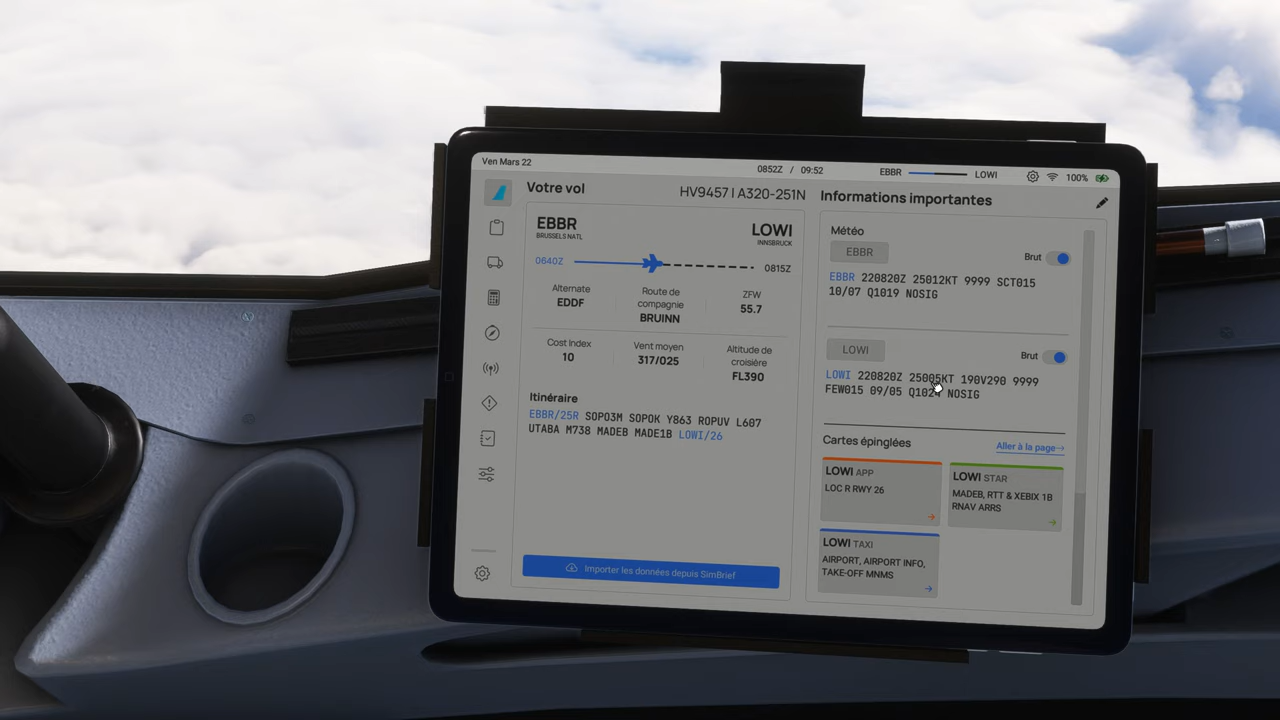 Ven Mars 22
0852Z / 09:52
EBBR LOWI
100%
Votre vol
HV9457 | A320-251N
EBBR
BRUSSELS NATL
LOWI
INNSBRUCK
0640Z
0815Z
Alternate
EDDF
Route de
compagnie
BRUINN
ZFW
55.7
Cost Index
10
Vent moyen
317/025
Altitude de
croisière
FL390
Itinéraire
EBBR/25R SOPO3M SOPOK Y863 ROPUV L607
UTABA M738 MADEB MADE1B LOWI/26
Importer les données depuis SimBrief
Informations importantes
Météo
EBBR
Brut
EBBR 220820Z 25012KT 9999 SCT015
10/07 Q1019 NOSIG
LOWI
Brut
LOWI 220820Z 25005KT 190V290 9999
FEW015 09/05 Q1024 NOSIG
Cartes épinglées
Aller à la page→
LOWI APP
LOC R RWY 26
LOWI STAR
MADEB, RTT & XEBIX 1B
RNAV ARRS
LOWI TAXI
AIRPORT, AIRPORT INFO,
TAKE-OFF MNMS